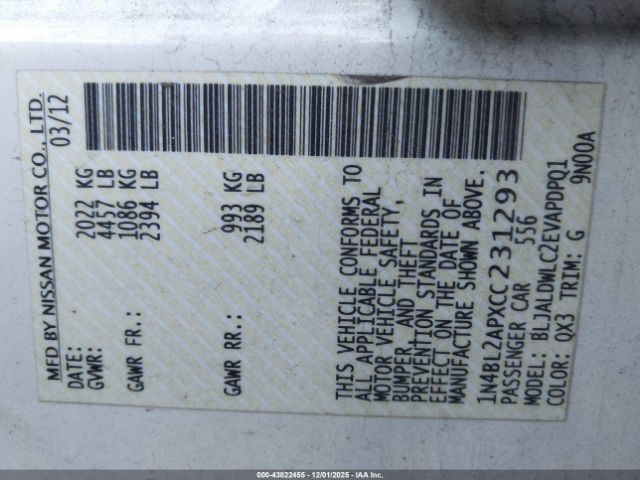 MFD BY NISSAN MOTOR CO., LTD.
DATE: 03/12
GVWR: 2022 KG
4457 LB
GAWR FR.: 1086 KG
2394 LB
GAWR RR.: 993 KG
2189 LB
THIS VEHICLE CONFORMS TO
ALL APPLICABLE FEDERAL
MOTOR VEHICLE SAFETY,
BUMPER, AND THEFT
PREVENTION STANDARDS IN
EFFECT ON THE DATE OF
MANUFACTURE SHOWN ABOVE.
1N4BL2APXCC231293
PASSENGER CAR 556
MODEL: BLJALDWLC2EVAPDPQ1
COLOR: QX3 TRIM: G 9N00A
000-43822455 - 12/01/2025 - IAA Inc.